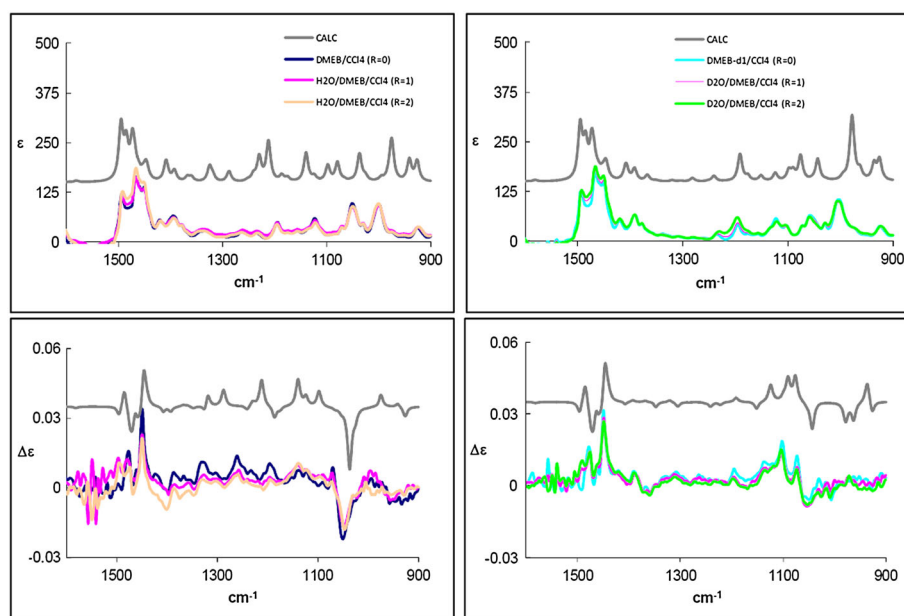 500
375
ε 250
125
0
1500 1300 1100 900
cm-1
CALC
DMEB/CCl4 (R=0)
H2O/DMEB/CCl4 (R=1)
H2O/DMEB/CCl4 (R=2)
500
375
ε 250
125
0
1500 1300 1100 900
cm-1
CALC
DMEB-d1/CCl4 (R=0)
D2O/DMEB/CCl4 (R=1)
D2O/DMEB/CCl4 (R=2)
0.06
0.03
Δε
0
-0.03
1500 1300 1100 900
cm-1
0.06
0.03
Δε
0
-0.03
1500 1300 1100 900
cm-1